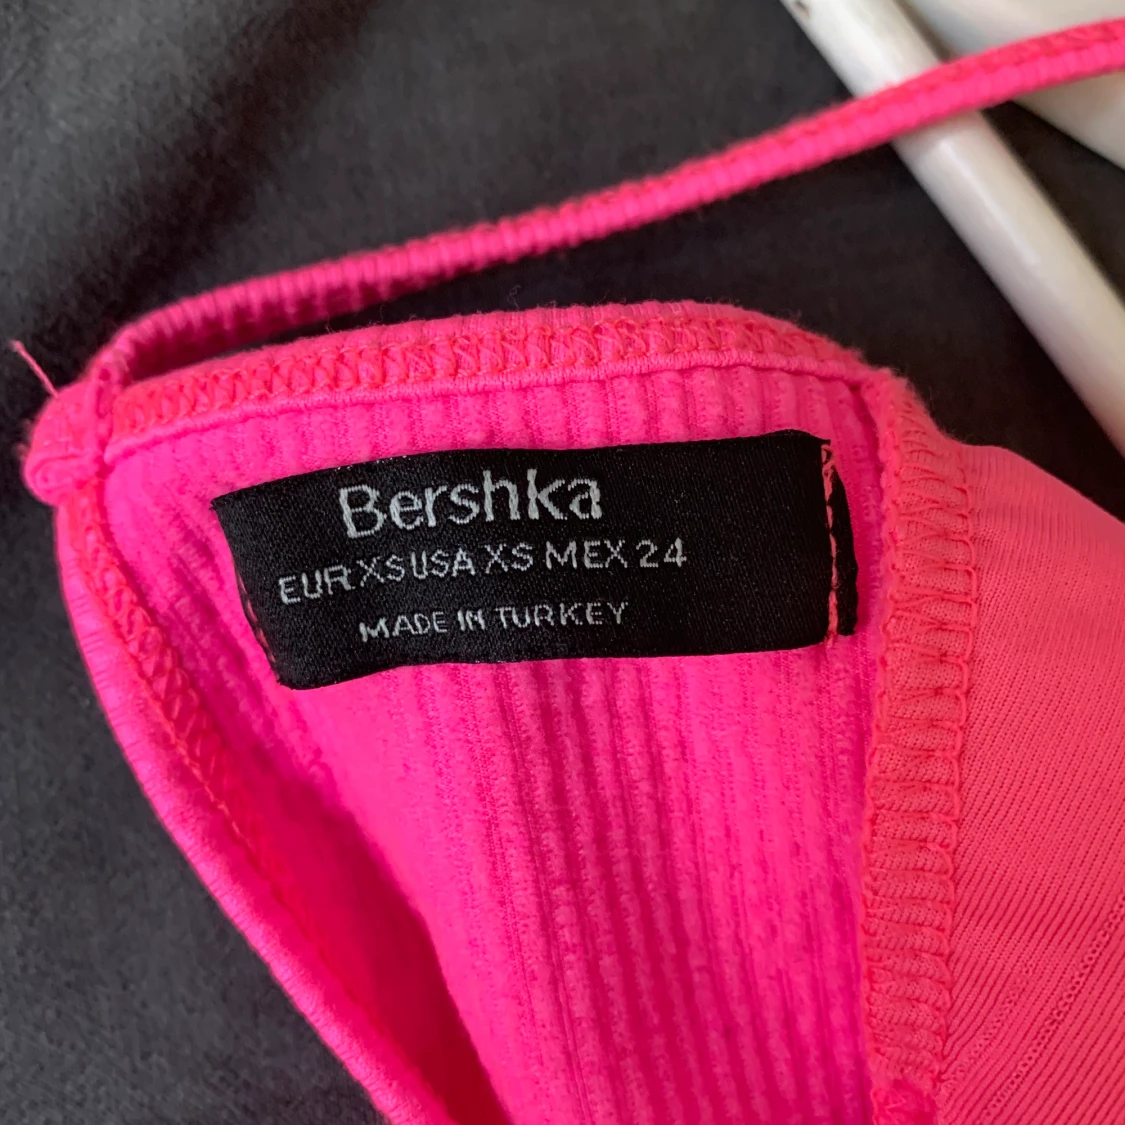 Bershka
EUR XS USA XS MEX 24
MADE IN TURKEY